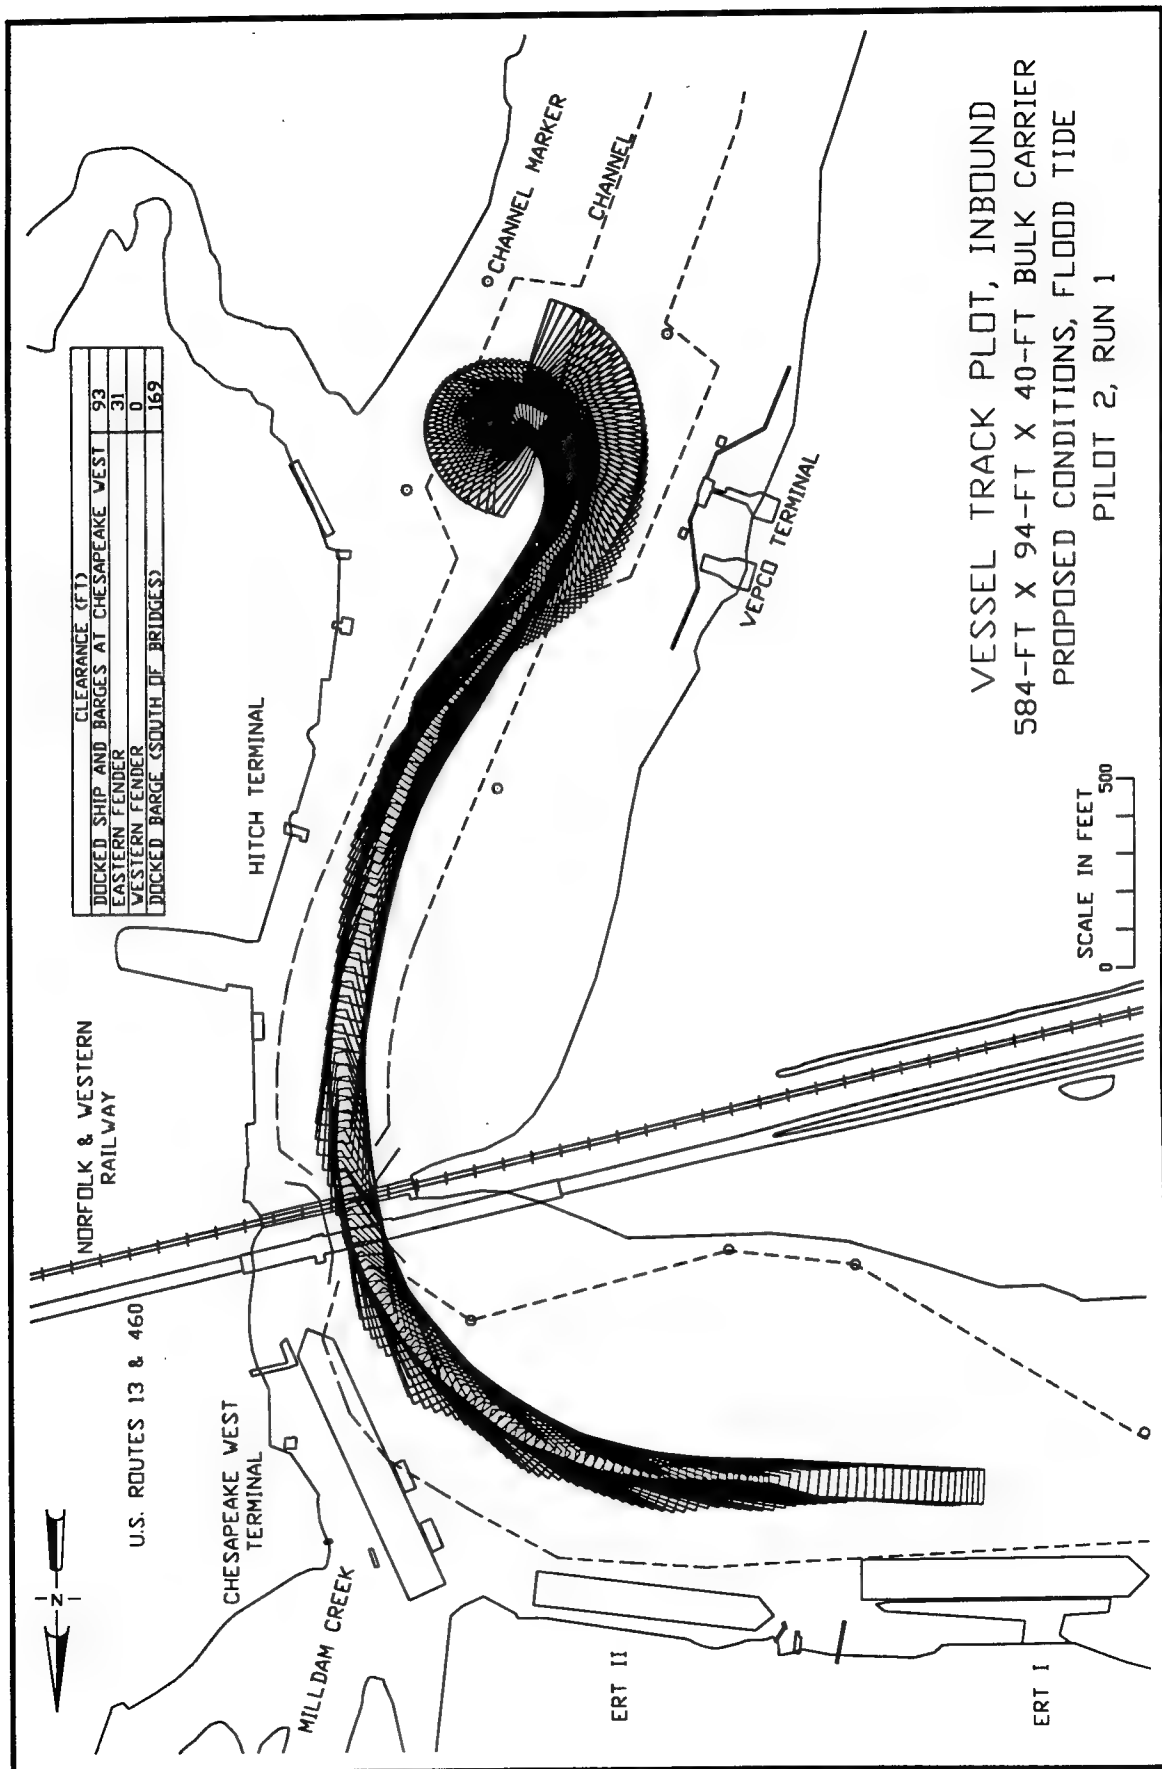 CLEARANCE (FT)
DOCKED SHIP AND BARGES AT CHESAPEAKE WEST 93
EASTERN FENDER 31
WESTERN FENDER 0
DOCKED BARGE (SOUTH OF BRIDGES) 169
N
NORFOLK & WESTERN
RAILWAY
U.S. ROUTES 13 & 460
CHESAPEAKE WEST
TERMINAL
MILLDAM CREEK
HITCH TERMINAL
CHANNEL MARKER
CHANNEL
VEPCO TERMINAL
ERT II
ERT I
SCALE IN FEET
0 500
VESSEL TRACK PLOT, INBOUND
584-FT X 94-FT X 40-FT BULK CARRIER
PROPOSED CONDITIONS, FLOOD TIDE
PILOT 2, RUN 1